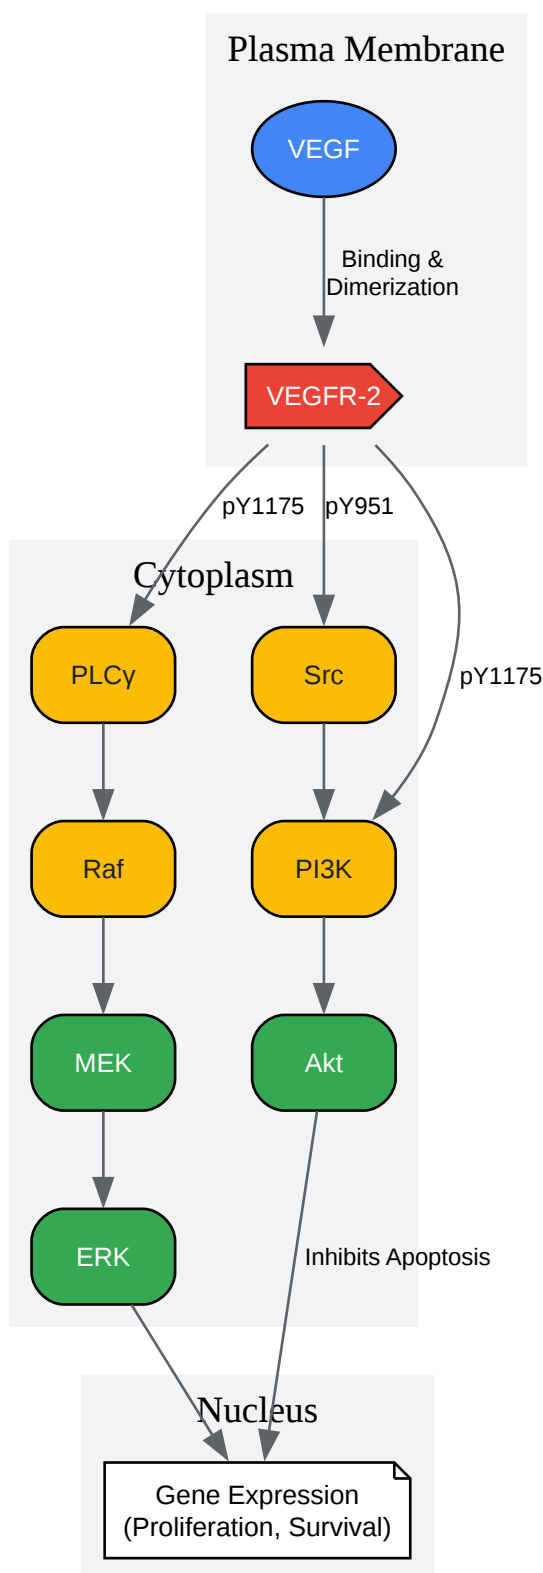 Plasma Membrane
VEGF
Binding &
Dimerization
VEGFR-2
pY1175
pY951
Cytoplasm
PLCγ
Src
pY1175
Raf
PI3K
MEK
Akt
ERK
Inhibits Apoptosis
Nucleus
Gene Expression
(Proliferation, Survival)